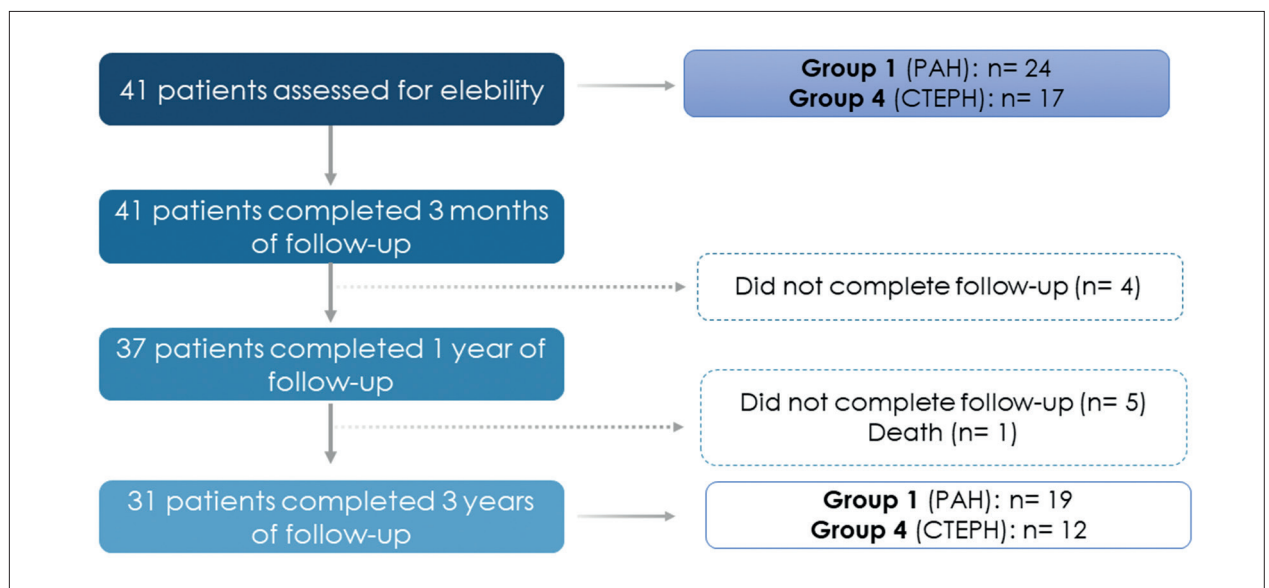 41 patients assessed for elebility
Group 1 (PAH): n= 24
Group 4 (CTEPH): n= 17
41 patients completed 3 months
of follow-up
Did not complete follow-up (n= 4)
37 patients completed 1 year of
follow-up
Did not complete follow-up (n= 5)
Death (n= 1)
31 patients completed 3 years
of follow-up
Group 1 (PAH): n= 19
Group 4 (CTEPH): n= 12